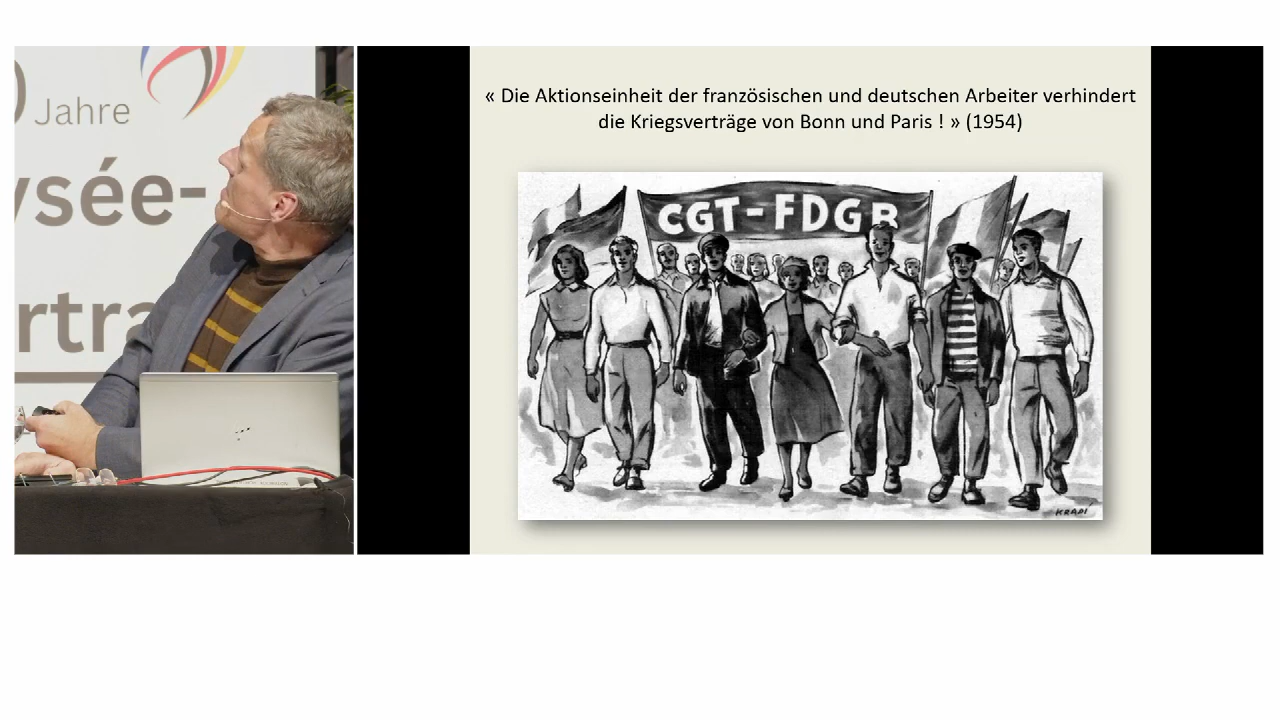 Jahre
ysée-
rtra
« Die Aktionseinheit der französischen und deutschen Arbeiter verhindert
die Kriegsverträge von Bonn und Paris ! » (1954)
CGT-FDGB
KRADI